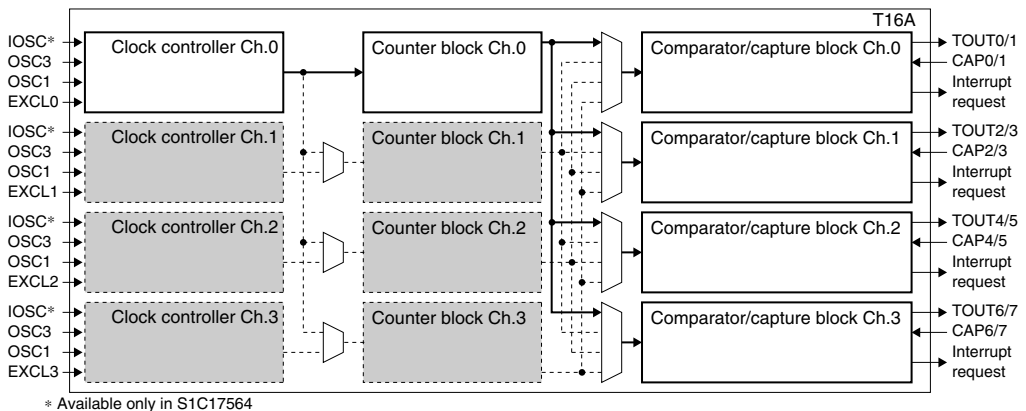 T16A
IOSC*
OSC3
OSC1
EXCL0
Clock controller Ch.0
Counter block Ch.0
Comparator/capture block Ch.0
TOUT0/1
CAP0/1
Interrupt
request
IOSC*
OSC3
OSC1
EXCL1
Clock controller Ch.1
Counter block Ch.1
Comparator/capture block Ch.1
TOUT2/3
CAP2/3
Interrupt
request
IOSC*
OSC3
OSC1
EXCL2
Clock controller Ch.2
Counter block Ch.2
Comparator/capture block Ch.2
TOUT4/5
CAP4/5
Interrupt
request
IOSC*
OSC3
OSC1
EXCL3
Clock controller Ch.3
Counter block Ch.3
Comparator/capture block Ch.3
TOUT6/7
CAP6/7
Interrupt
request
* Available only in S1C17564